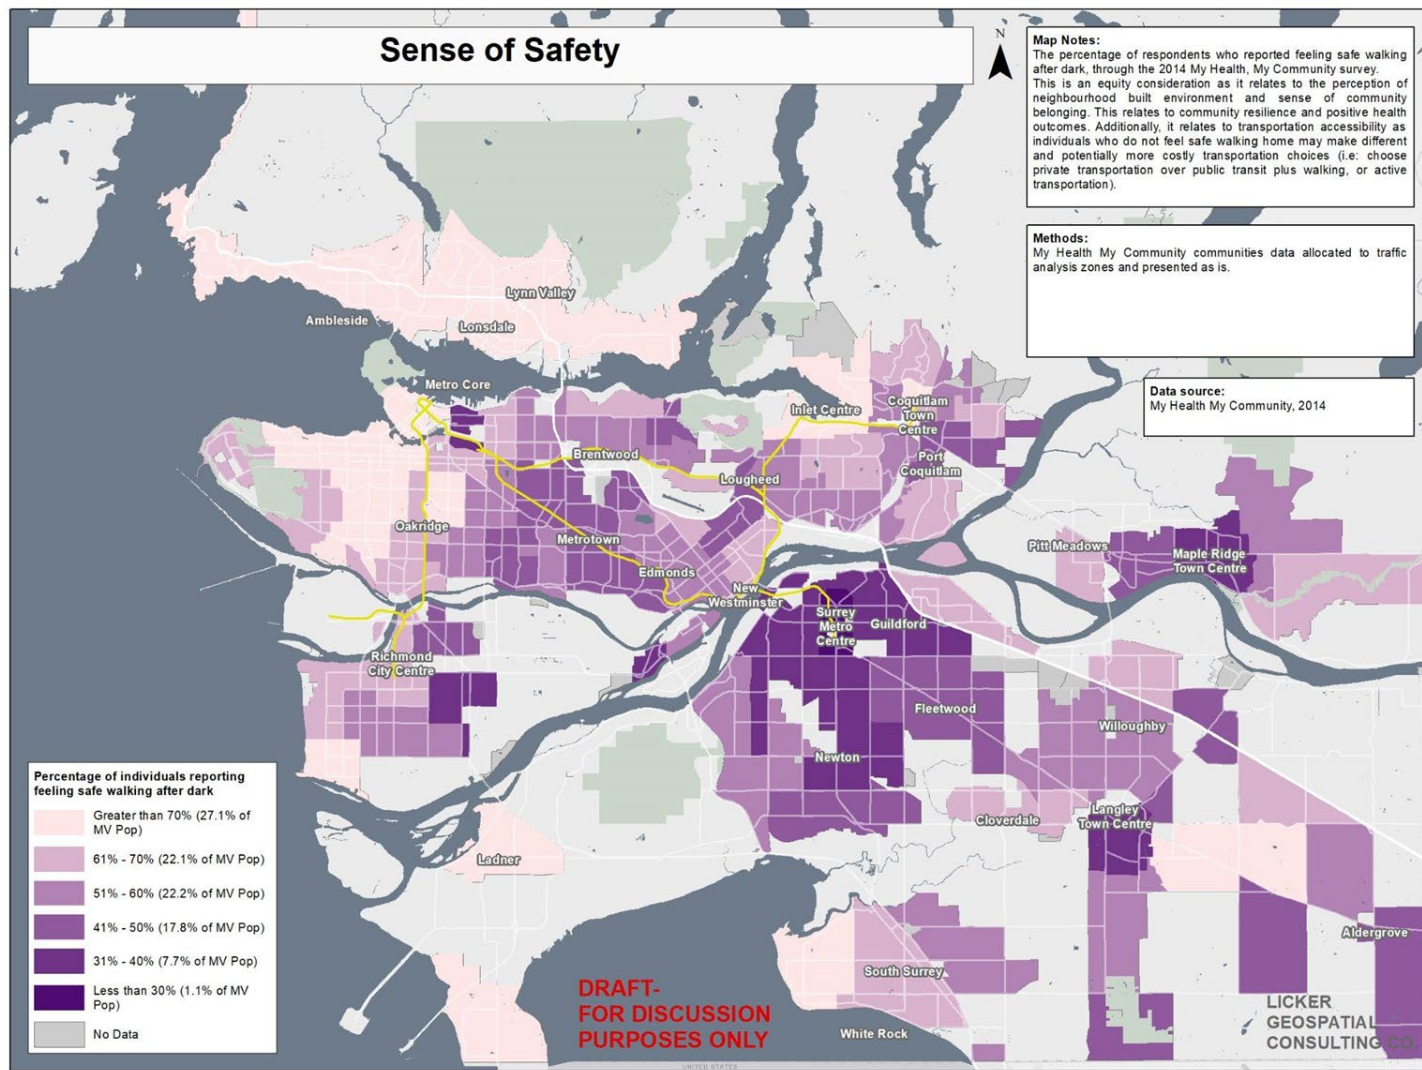 Sense of Safety
N
Map Notes:
The percentage of respondents who reported feeling safe walking
after dark, through the 2014 My Health, My Community survey.
This is an equity consideration as it relates to the perception of
neighbourhood built environment and sense of community
belonging. This relates to community resilience and positive health
outcomes. Additionally, it relates to transportation accessibility as
individuals who do not feel safe walking home may make different
and potentially more costly transportation choices (i.e: choose
private transportation over public transit plus walking, or active
transportation).
Methods:
My Health My Community communities data allocated to traffic
analysis zones and presented as is.
Data source:
My Health My Community, 2014
Lynn Valley
Ambleside
Lonsdale
Metro Core
Inlet Centre
Coquitlam
Town
Centre
Brentwood
Port
Coquitlam
Lougheed
Oakridge
Metrotown
Pitt Meadows
Maple Ridge
Town Centre
Edmonds
New
Westminster
Surrey
Metro
Centre
Guildford
Richmond
City Centre
Fleetwood
Willoughby
Newton
Cloverdale
Langley
Town Centre
Ladner
Aldergrove
South Surrey
White Rock
Percentage of individuals reporting
feeling safe walking after dark
Greater than 70% (27.1% of
MV Pop)
61% - 70% (22.1% of MV Pop)
51% - 60% (22.2% of MV Pop)
41% - 50% (17.8% of MV Pop)
31% - 40% (7.7% of MV Pop)
Less than 30% (1.1% of MV
Pop)
No Data
DRAFT-
FOR DISCUSSION
PURPOSES ONLY
LICKER
GEOSPATIAL
CONSULTING CO.
UNITED STATES